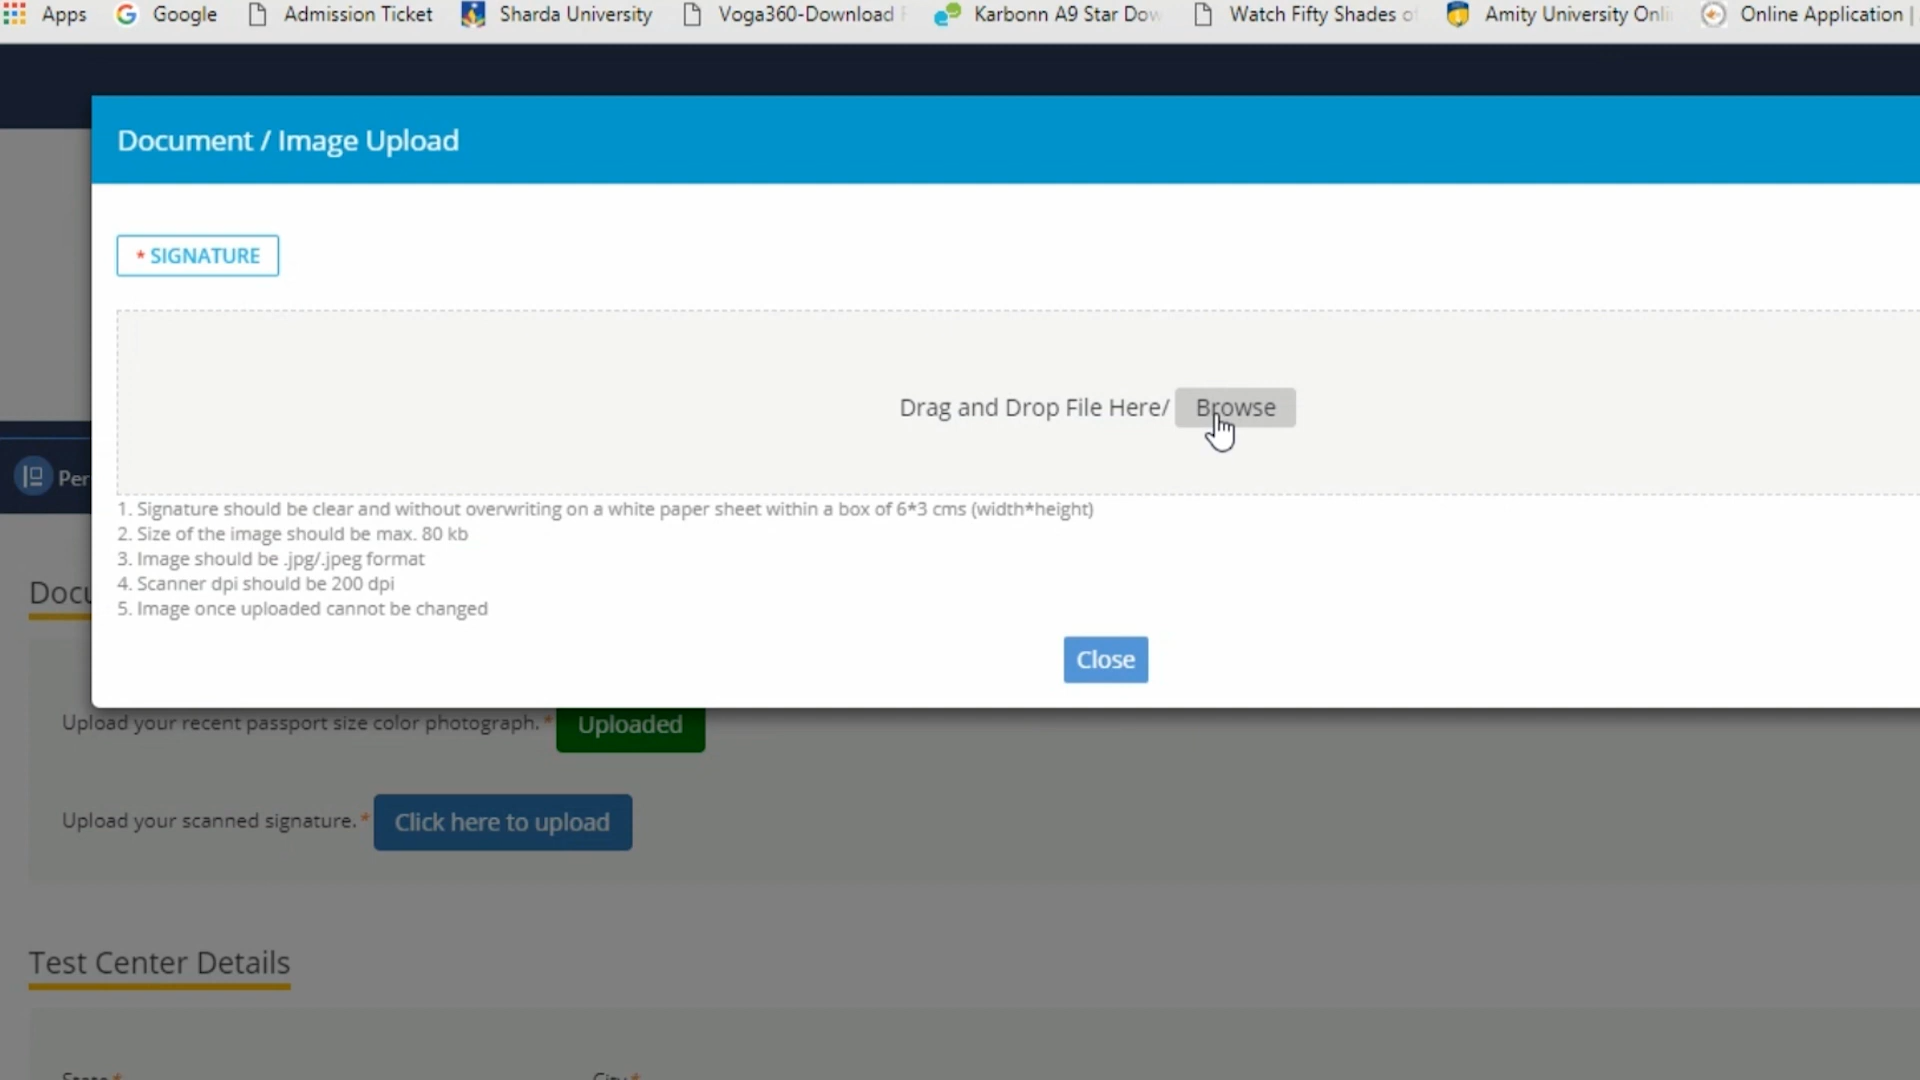 Apps Google Admission Ticket Sharda University Voga360-Download Karbonn A9 Star Dow Watch Fifty Shades of Amity University Onli Online Application |
Document / Image Upload
* SIGNATURE
Drag and Drop File Here/ Browse
Per
1. Signature should be clear and without overwriting on a white paper sheet within a box of 6*3 cms (width*height)
2. Size of the image should be max. 80 kb
3. Image should be .jpg/.jpeg format
4. Scanner dpi should be 200 dpi
Docu
5. Image once uploaded cannot be changed
Close
Upload your recent passport size color photograph. * Uploaded
Upload your scanned signature. * Click here to upload
Test Center Details